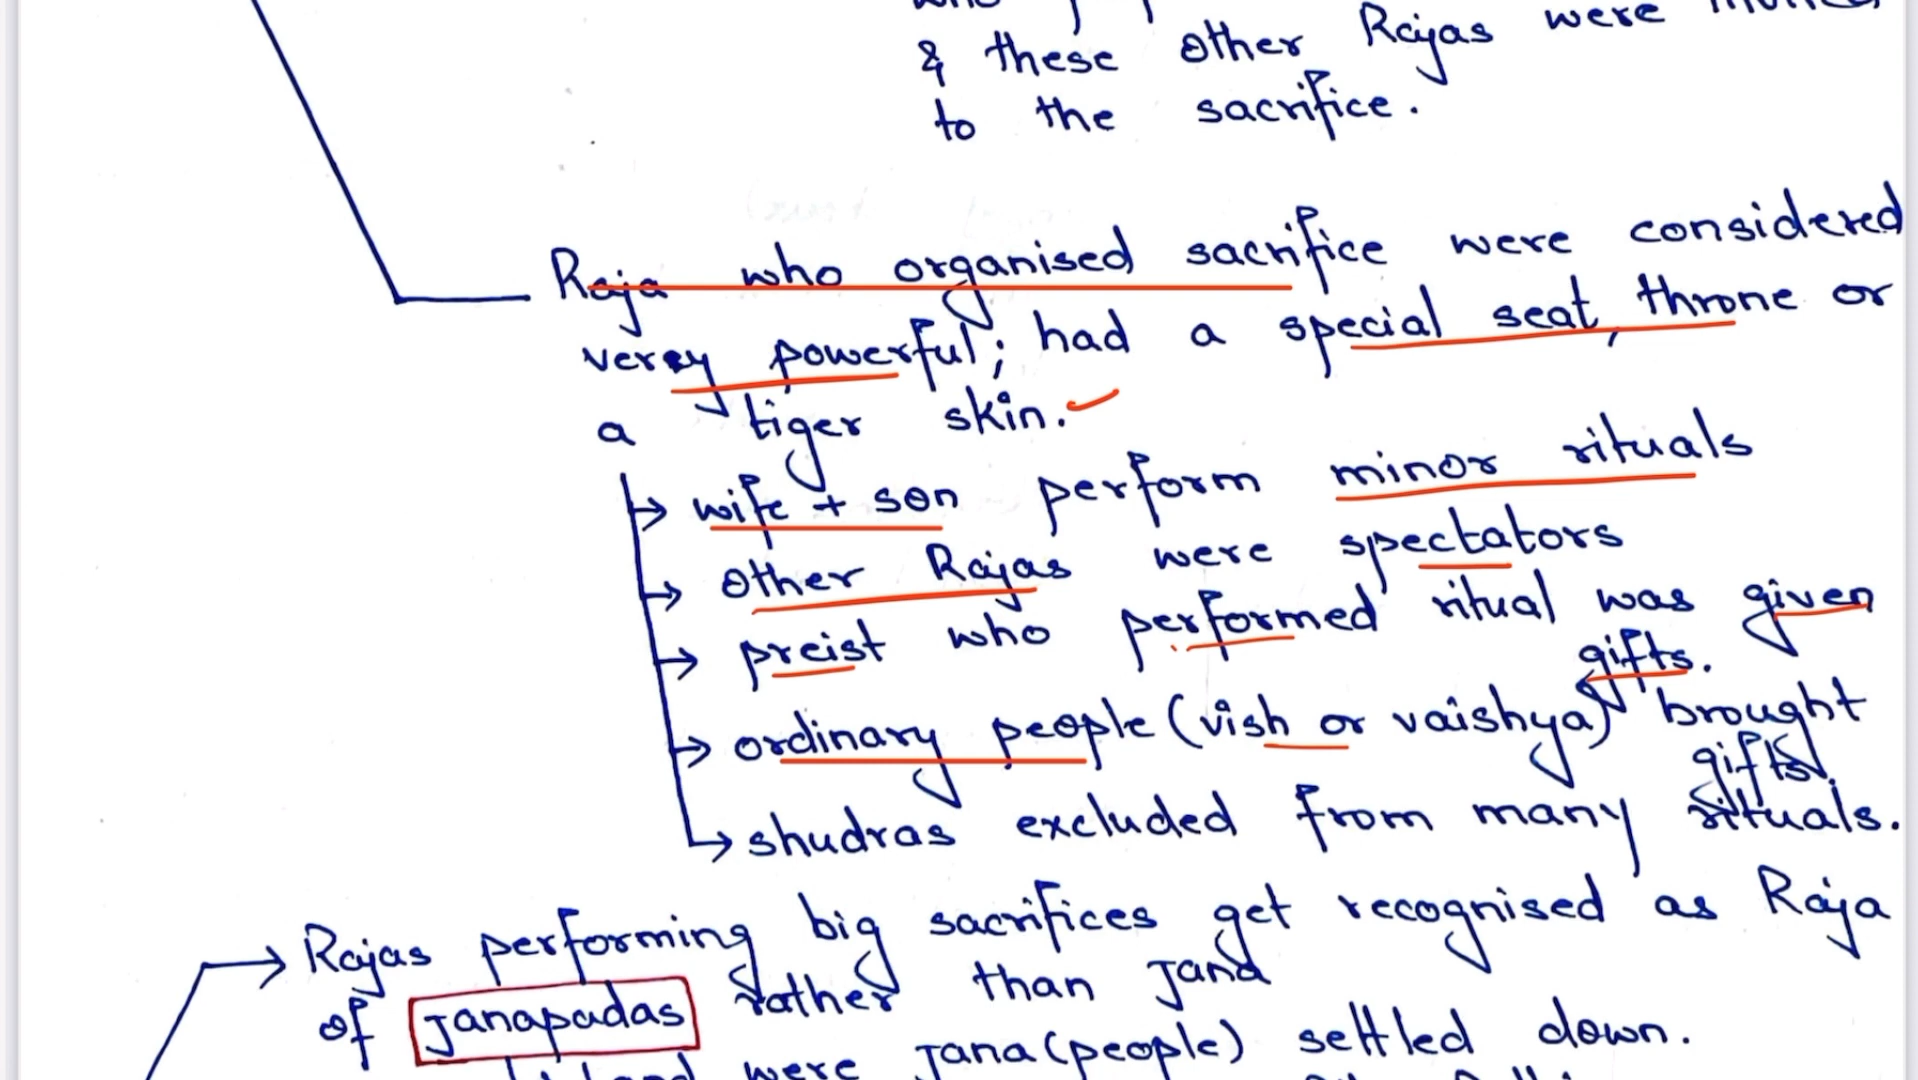 & these other Rajas were
to the sacrifice.
Raja who organised sacrifice were considered
verey powerful; had a special seat, throne or
a tiger skin.
wife + son perform minor rituals
other Rajas were spectators
preist who performed ritual was given
gifts.
ordinary people (vish or vaishya) brought
gifts.
shudras excluded from many rituals.
Rajas performing big sacrifices get recognised as Raja
of Janapadas rather than Jana
land were Jana (people) settled down.